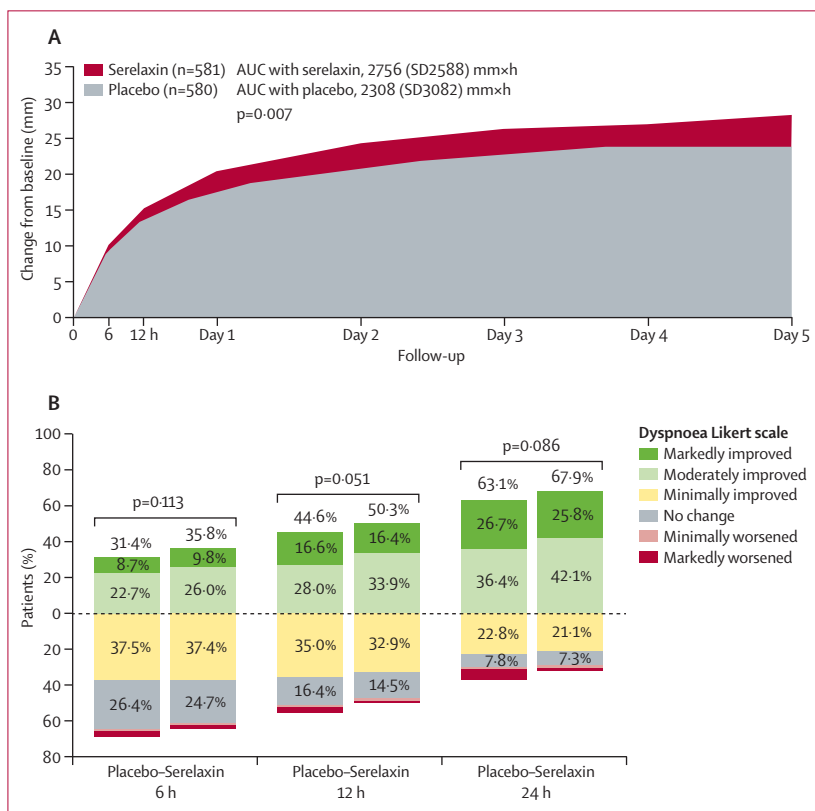 A
35
30
25
20
15
10
5
0
Change from baseline (mm)
Serelaxin (n=581) AUC with serelaxin, 2756 (SD2588) mm×h
Placebo (n=580) AUC with placebo, 2308 (SD3082) mm×h
p=0·007
0 6 12 h Day 1 Day 2 Day 3 Day 4 Day 5
Follow-up
B
100
80
60
40
20
0
20
40
60
80
Patients (%)
p=0·113
31·4% 35·8%
8·7% 9·8%
22·7% 26·0%
37·5% 37·4%
26·4% 24·7%
p=0·051
44·6% 50·3%
16·6% 16·4%
28·0% 33·9%
35·0% 32·9%
16·4% 14·5%
p=0·086
63·1% 67·9%
26·7% 25·8%
36·4% 42·1%
22·8% 21·1%
7·8% 7·3%
Placebo–Serelaxin Placebo–Serelaxin Placebo–Serelaxin
6 h 12 h 24 h
Dyspnoea Likert scale
Markedly improved
Moderately improved
Minimally improved
No change
Minimally worsened
Markedly worsened